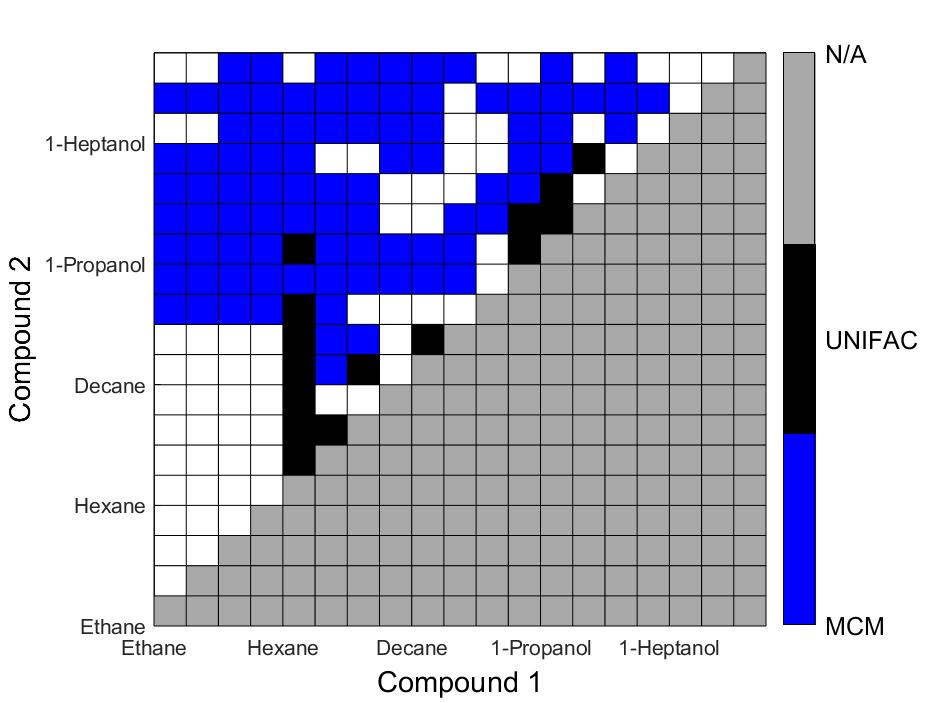 N/A
1-Heptanol
1-Propanol
UNIFAC
Decane
Hexane
Ethane
MCM
Compound 2
Ethane Hexane Decane 1-Propanol 1-Heptanol
Compound 1